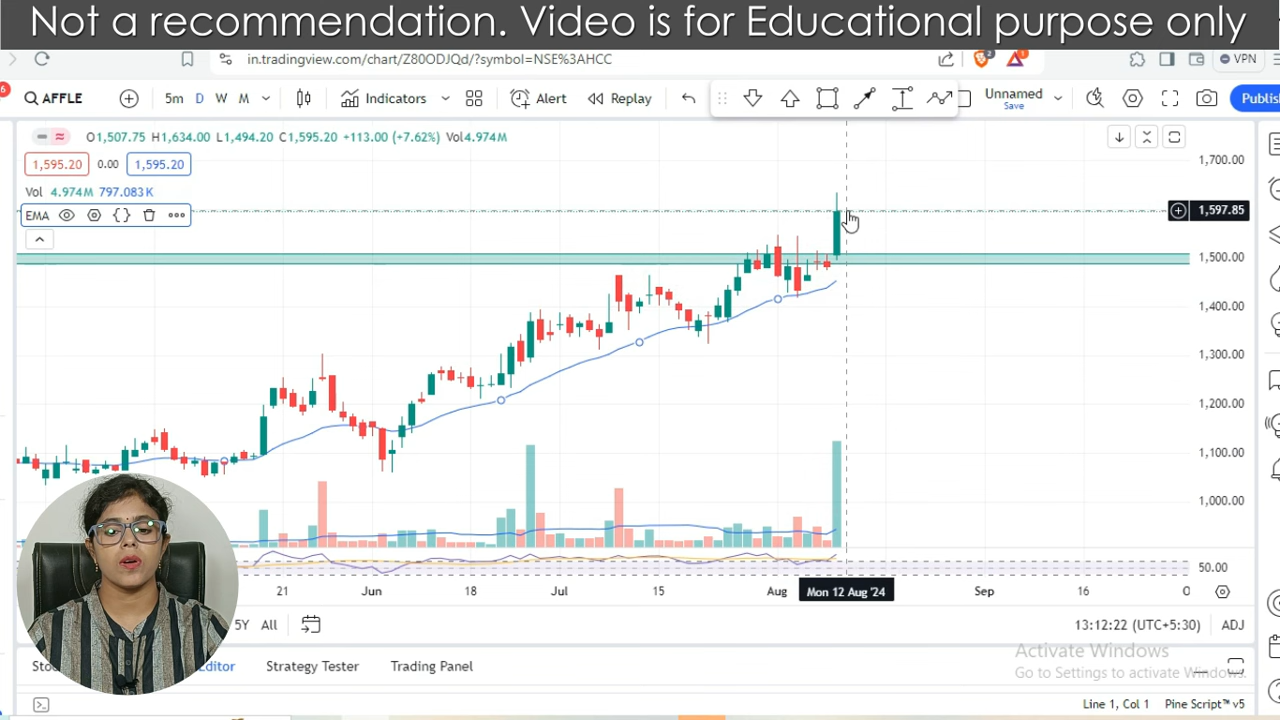 Not a recommendation. Video is for Educational purpose only
in.tradingview.com/chart/Z80ODJQd/?symbol=NSE%3AHCC
2
1
VPN
6
AFFLE
5m D W M
Indicators
Alert
Replay
Unnamed
Save
Publis
O1,507.75 H1,634.00 L1,494.20 C1,595.20 +113.00 (+7.62%) Vol4.974M
1,595.20 0.00 1,595.20
Vol 4.974M 797.083K
EMA
1,700.00
1,597.85
1,500.00
1,400.00
1,300.00
1,200.00
1,100.00
1,000.00
50.00
21 Jun 18 Jul 15 Aug Mon 12 Aug '24 Sep 16
5Y All
13:12:22 (UTC+5:30) ADJ
Activate Windows
Go to Settings to activate Windows.
Stoc
Editor Strategy Tester Trading Panel
Line 1, Col 1 Pine Script™ v5